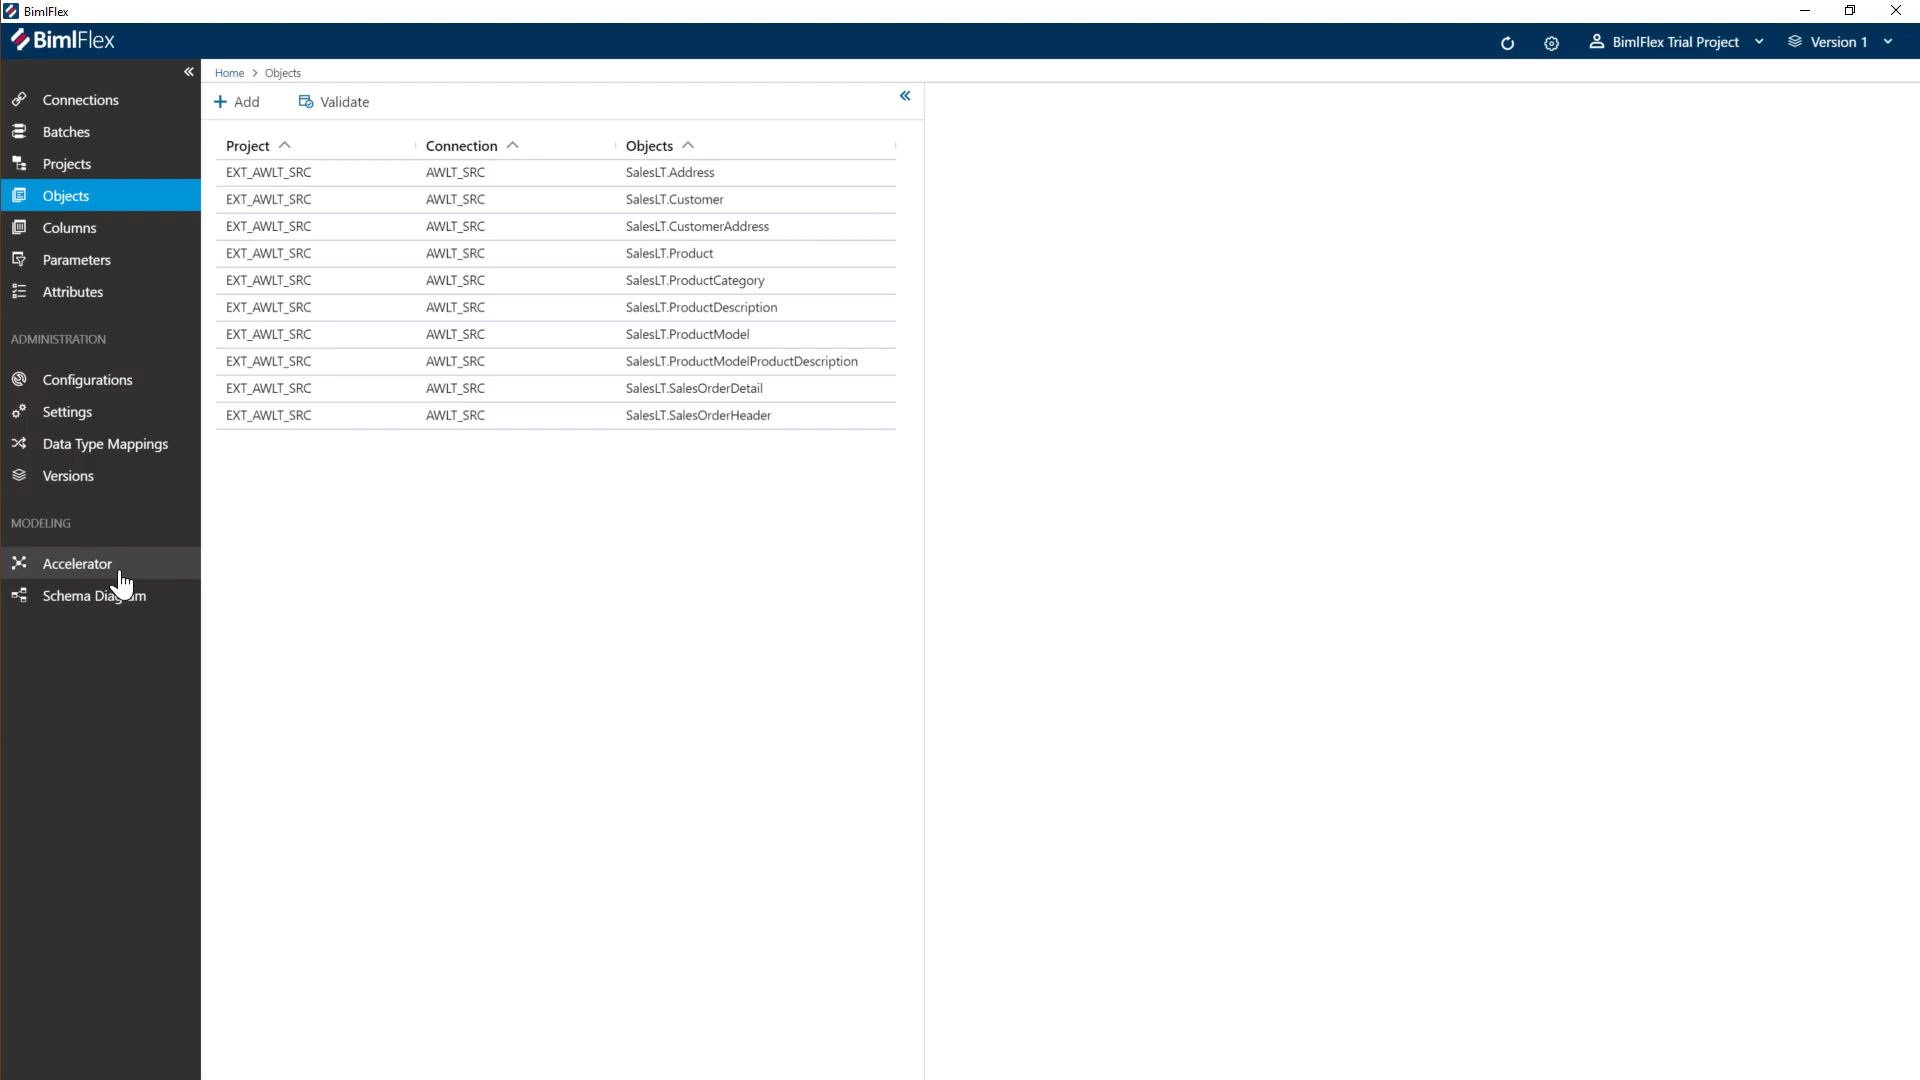 BimlFlex
BimlFlex
BimlFlex Trial Project
Version 1
Home > Objects
Add
Validate
Connections
Batches
Projects
Objects
Columns
Parameters
Attributes
ADMINISTRATION
Configurations
Settings
Data Type Mappings
Versions
MODELING
Accelerator
Schema Diagram
Project Connection Objects
EXT_AWLT_SRC AWLT_SRC SalesLT.Address
EXT_AWLT_SRC AWLT_SRC SalesLT.Customer
EXT_AWLT_SRC AWLT_SRC SalesLT.CustomerAddress
EXT_AWLT_SRC AWLT_SRC SalesLT.Product
EXT_AWLT_SRC AWLT_SRC SalesLT.ProductCategory
EXT_AWLT_SRC AWLT_SRC SalesLT.ProductDescription
EXT_AWLT_SRC AWLT_SRC SalesLT.ProductModel
EXT_AWLT_SRC AWLT_SRC SalesLT.ProductModelProductDescription
EXT_AWLT_SRC AWLT_SRC SalesLT.SalesOrderDetail
EXT_AWLT_SRC AWLT_SRC SalesLT.SalesOrderHeader